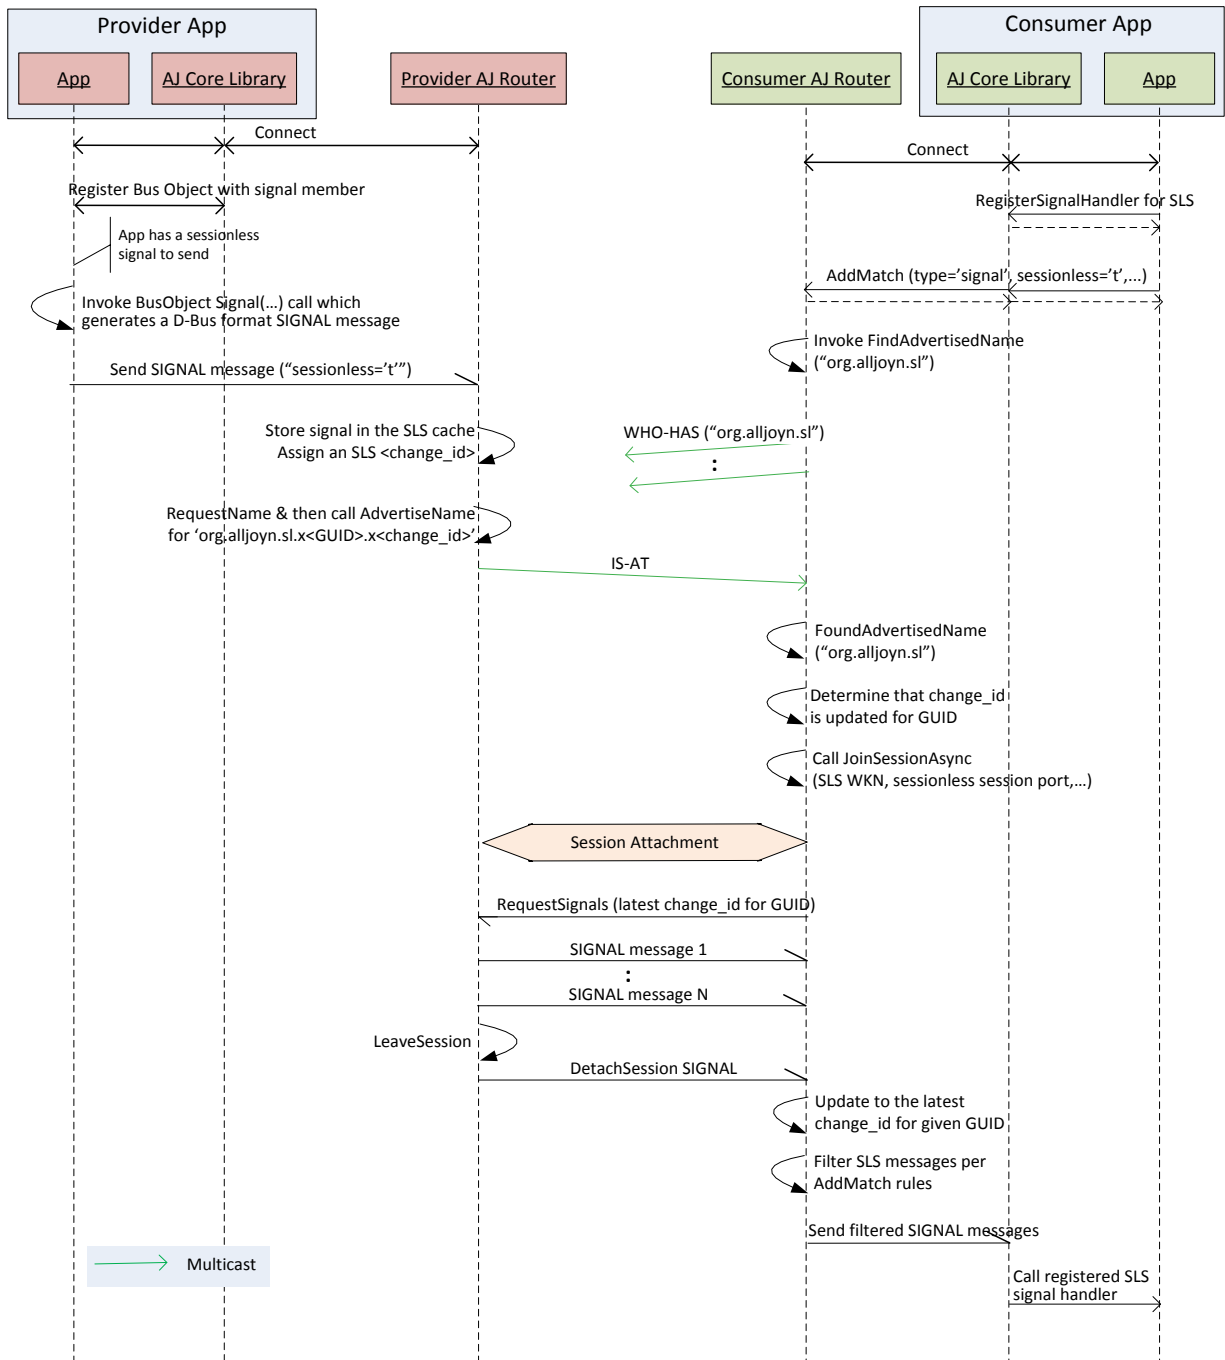 Provider App
Consumer App
App
AJ Core Library
Provider AJ Router
Consumer AJ Router
AJ Core Library
App
Connect
Connect
Register Bus Object with signal member
RegisterSignalHandler for SLS
App has a sessionless
signal to send
AddMatch (type=’signal’, sessionless=’t’,...)
Invoke BusObject Signal(…) call which
generates a D-Bus format SIGNAL message
Invoke FindAdvertisedName
(“org.alljoyn.sl”)
Send SIGNAL message (“sessionless=’t’”)
Store signal in the SLS cache
Assign an SLS <change_id>
WHO-HAS (“org.alljoyn.sl”)
:
RequestName & then call AdvertiseName
for ‘org.alljoyn.sl.x<GUID>.x<change_id>’
IS-AT
FoundAdvertisedName
(“org.alljoyn.sl”)
Determine that change_id
is updated for GUID
Call JoinSessionAsync
(SLS WKN, sessionless session port,…)
Session Attachment
RequestSignals (latest change_id for GUID)
SIGNAL message 1
:
SIGNAL message N
LeaveSession
DetachSession SIGNAL
Update to the latest
change_id for given GUID
Filter SLS messages per
AddMatch rules
Send filtered SIGNAL messages
Multicast
Call registered SLS
signal handler